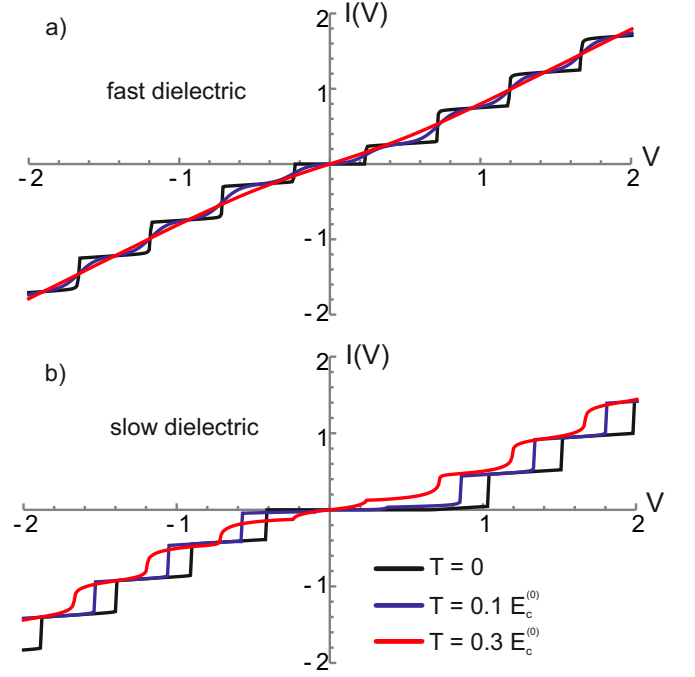 a)
I(V)
fast dielectric
2
1
-2
-1
1
2
V
-1
-2
b)
I(V)
slow dielectric
2
1
-2
-1
1
2
V
-1
-2
T = 0
T = 0.1 E_c^(0)
T = 0.3 E_c^(0)